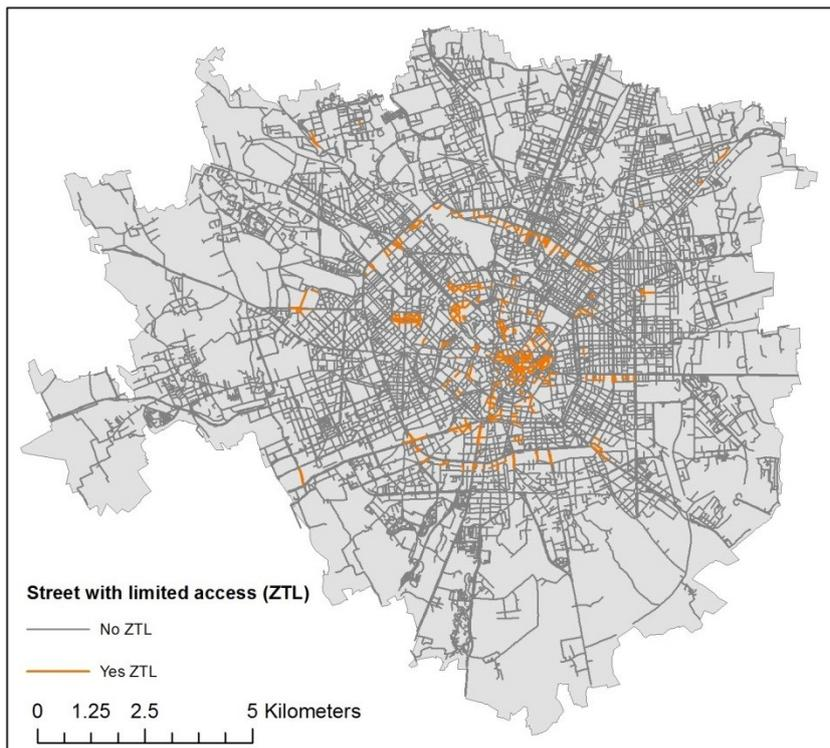 Street with limited access (ZTL)
No ZTL
Yes ZTL
0 1.25 2.5 5 Kilometers